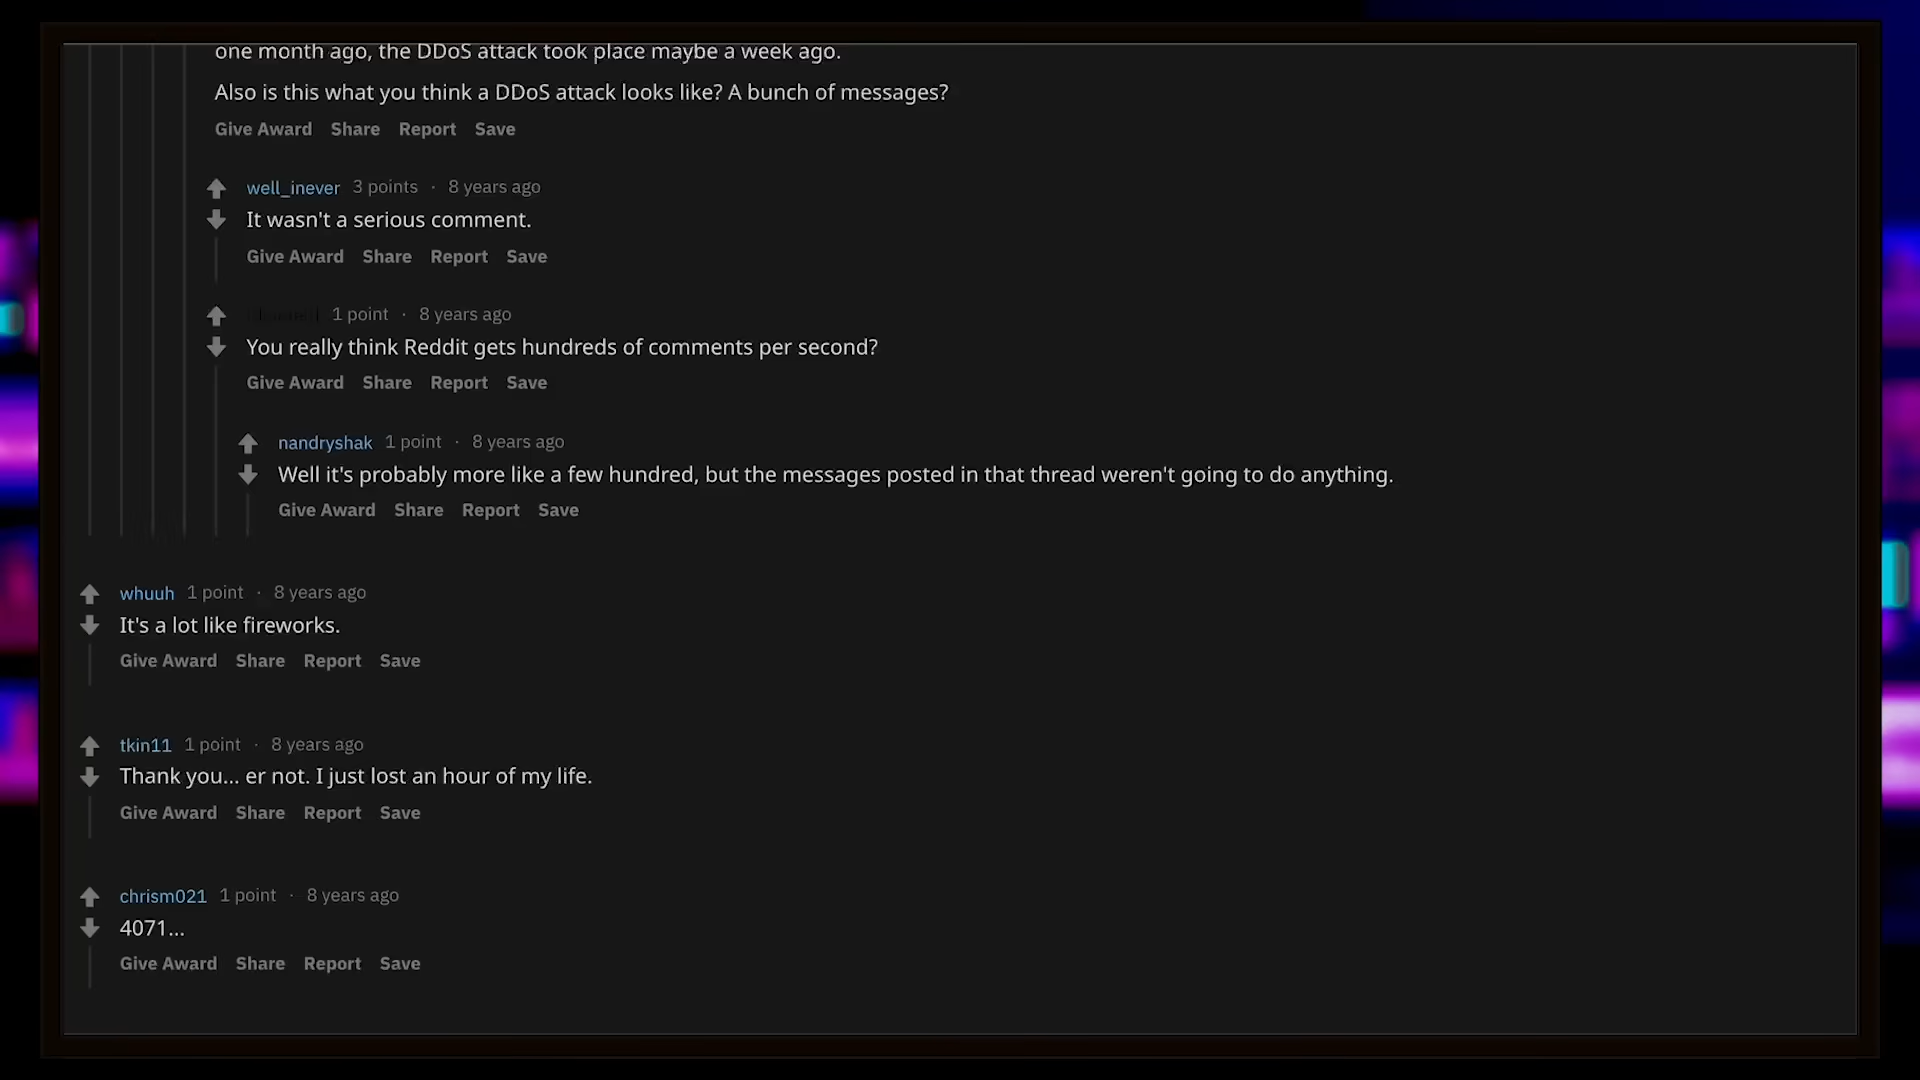 one month ago, the DDoS attack took place maybe a week ago.
Also is this what you think a DDoS attack looks like? A bunch of messages?
Give Award Share Report Save
well_inever 3 points · 8 years ago
It wasn't a serious comment.
Give Award Share Report Save
1 point · 8 years ago
You really think Reddit gets hundreds of comments per second?
Give Award Share Report Save
nandryshak 1 point · 8 years ago
Well it's probably more like a few hundred, but the messages posted in that thread weren't going to do anything.
Give Award Share Report Save
whuuh 1 point · 8 years ago
It's a lot like fireworks.
Give Award Share Report Save
tkin11 1 point · 8 years ago
Thank you... er not. I just lost an hour of my life.
Give Award Share Report Save
chrism021 1 point · 8 years ago
4071...
Give Award Share Report Save